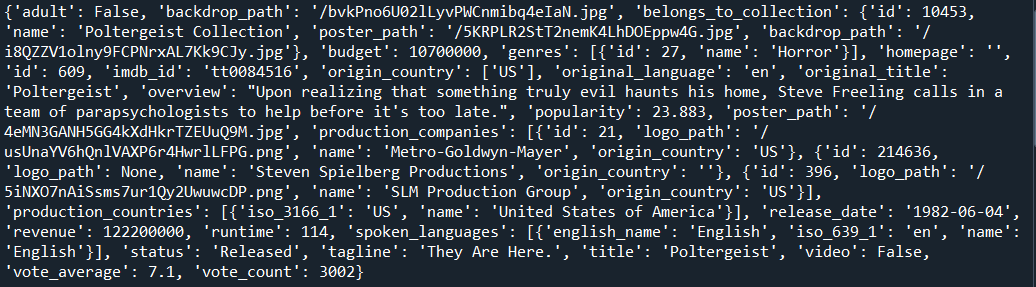 {'adult': False, 'backdrop_path': '/bvkPno6U02lLyvPWCnmibq4eIaN.jpg', 'belongs_to_collection': {'id': 10453,
'name': 'Poltergeist Collection', 'poster_path': '/5KRPLR2StT2nemK4LhDOEppw4G.jpg', 'backdrop_path': '/
i8QZZV1olny9FCPNrxAL7Kk9CJy.jpg'}, 'budget': 10700000, 'genres': [{'id': 27, 'name': 'Horror'}], 'homepage': '',
'id': 609, 'imdb_id': 'tt0084516', 'origin_country': ['US'], 'original_language': 'en', 'original_title':
'Poltergeist', 'overview': "Upon realizing that something truly evil haunts his home, Steve Freeling calls in a
team of parapsychologists to help before it's too late.", 'popularity': 23.883, 'poster_path': '/
4eMN3GANH5GG4kXdHkrTZEUuQ9M.jpg', 'production_companies': [{'id': 21, 'logo_path': '/
usUnaYV6hQnlVAXP6r4HwrlLFPG.png', 'name': 'Metro-Goldwyn-Mayer', 'origin_country': 'US'}, {'id': 214636,
'logo_path': None, 'name': 'Steven Spielberg Productions', 'origin_country': ''}, {'id': 396, 'logo_path': '/
5iNXO7nAiSsms7ur1Qy2UwuwcDP.png', 'name': 'SLM Production Group', 'origin_country': 'US'}],
'production_countries': [{'iso_3166_1': 'US', 'name': 'United States of America'}], 'release_date': '1982-06-04',
'revenue': 122200000, 'runtime': 114, 'spoken_languages': [{'english_name': 'English', 'iso_639_1': 'en', 'name':
'English'}], 'status': 'Released', 'tagline': 'They Are Here.', 'title': 'Poltergeist', 'video': False,
'vote_average': 7.1, 'vote_count': 3002}